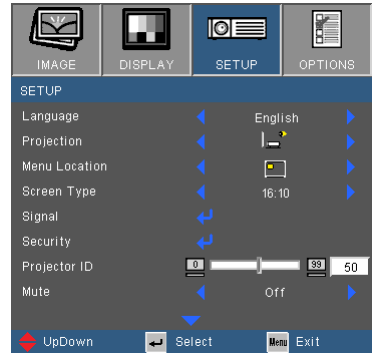 IMAGE DISPLAY SETUP OPTIONS
SETUP
Language English
Projection
Menu Location
Screen Type 16:10
Signal
Security
Projector ID 0 99 50
Mute Off
UpDown Select Menu Exit